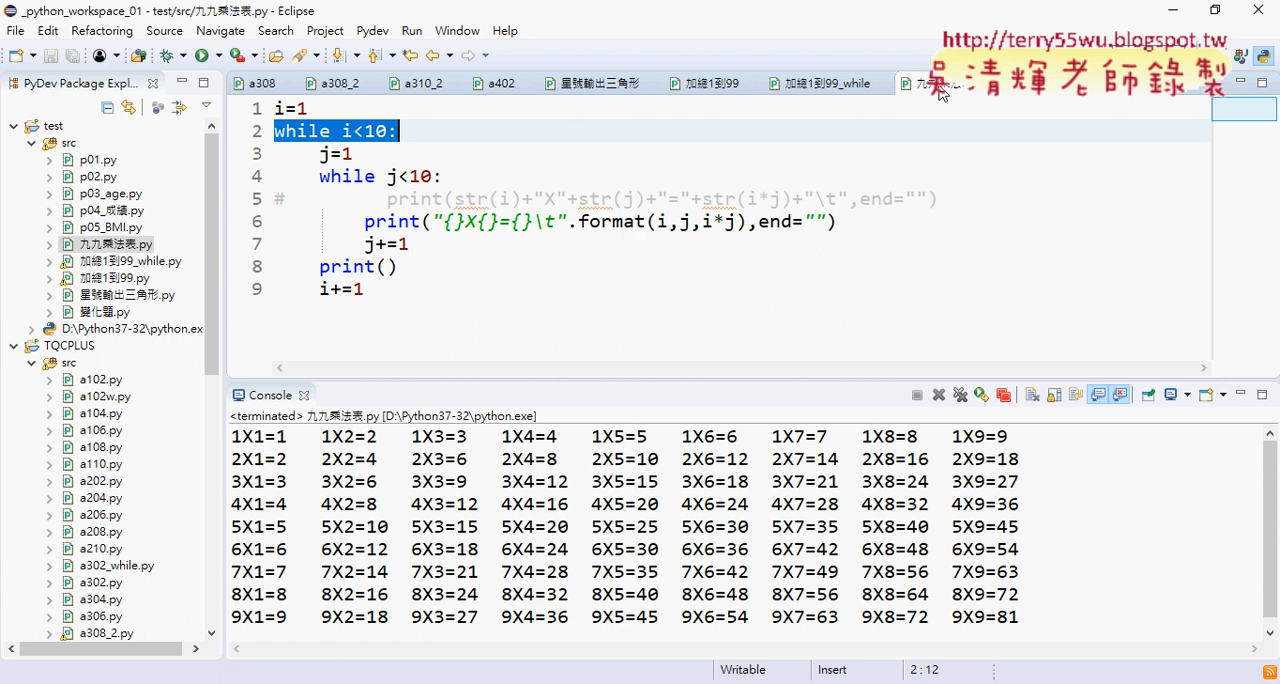 _python_workspace_01 - test/src/九九乘法表.py - Eclipse
File Edit Refactoring Source Navigate Search Project Pydev Run Window Help
http://terry55wu.blogspot.tw
吳清輝老師錄製
PyDev Package Expl...
a308 a308_2 a310_2 a402 星號輸出三角形 加總1到99 加總1到99_while
test
src
p01.py
p02.py
p03_age.py
p04_成績.py
p05_BMI.py
九九乘法表.py
加總1到99_while.py
加總1到99.py
星號輸出三角形.py
變化題.py
D:\Python37-32\python.ex
TQCPLUS
src
a102.py
a102w.py
a104.py
a106.py
a108.py
a110.py
a202.py
a204.py
a206.py
a208.py
a210.py
a302_while.py
a302.py
a304.py
a306.py
a308_2.py
1 i=1
2 while i<10:
3 j=1
4 while j<10:
5 # print(str(i)+"X"+str(j)+"="+str(i*j)+"\t",end="")
6 print("{}X{}={}\t".format(i,j,i*j),end="")
7 j+=1
8 print()
9 i+=1
Console
<terminated> 九九乘法表.py [D:\Python37-32\python.exe]
1X1=1 1X2=2 1X3=3 1X4=4 1X5=5 1X6=6 1X7=7 1X8=8 1X9=9
2X1=2 2X2=4 2X3=6 2X4=8 2X5=10 2X6=12 2X7=14 2X8=16 2X9=18
3X1=3 3X2=6 3X3=9 3X4=12 3X5=15 3X6=18 3X7=21 3X8=24 3X9=27
4X1=4 4X2=8 4X3=12 4X4=16 4X5=20 4X6=24 4X7=28 4X8=32 4X9=36
5X1=5 5X2=10 5X3=15 5X4=20 5X5=25 5X6=30 5X7=35 5X8=40 5X9=45
6X1=6 6X2=12 6X3=18 6X4=24 6X5=30 6X6=36 6X7=42 6X8=48 6X9=54
7X1=7 7X2=14 7X3=21 7X4=28 7X5=35 7X6=42 7X7=49 7X8=56 7X9=63
8X1=8 8X2=16 8X3=24 8X4=32 8X5=40 8X6=48 8X7=56 8X8=64 8X9=72
9X1=9 9X2=18 9X3=27 9X4=36 9X5=45 9X6=54 9X7=63 9X8=72 9X9=81
Writable Insert 2 : 12